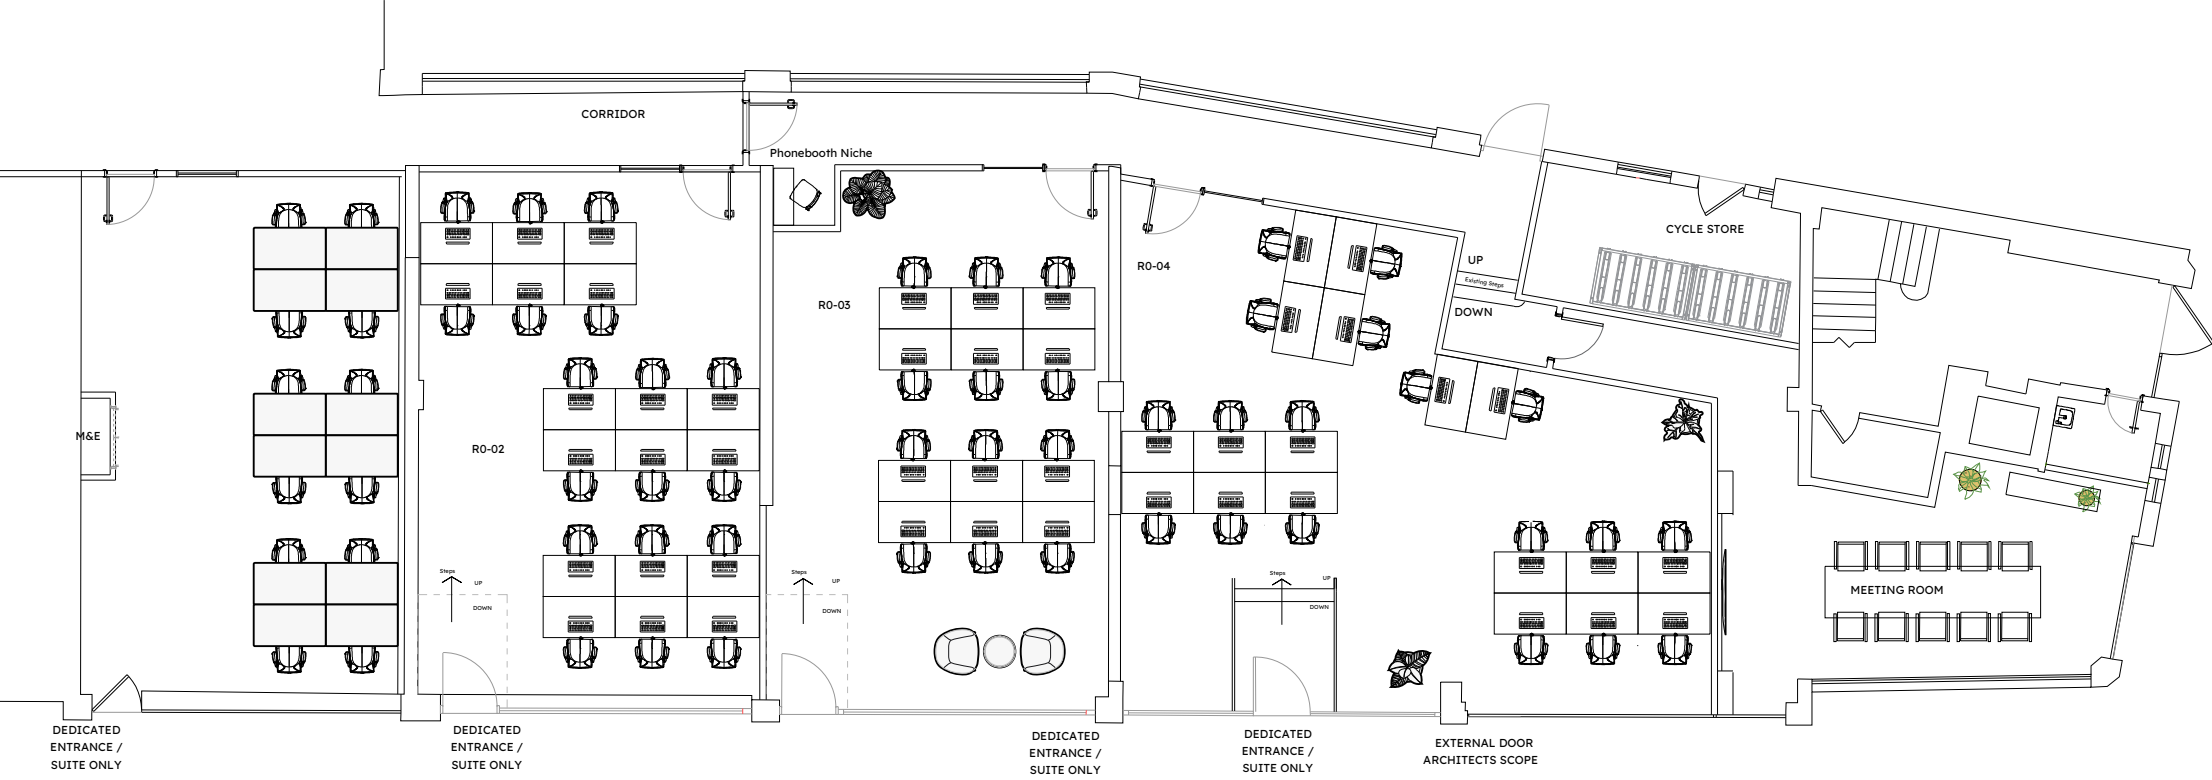 CORRIDOR
Phonebooth Niche
CYCLE STORE
R0-04
UP
Existing Steps
DOWN
R0-03
M&E
R0-02
Steps
UP
DOWN
Steps
UP
DOWN
Steps
UP
DOWN
MEETING ROOM
DEDICATED
ENTRANCE /
SUITE ONLY
DEDICATED
ENTRANCE /
SUITE ONLY
DEDICATED
ENTRANCE /
SUITE ONLY
DEDICATED
ENTRANCE /
SUITE ONLY
EXTERNAL DOOR
ARCHITECTS SCOPE